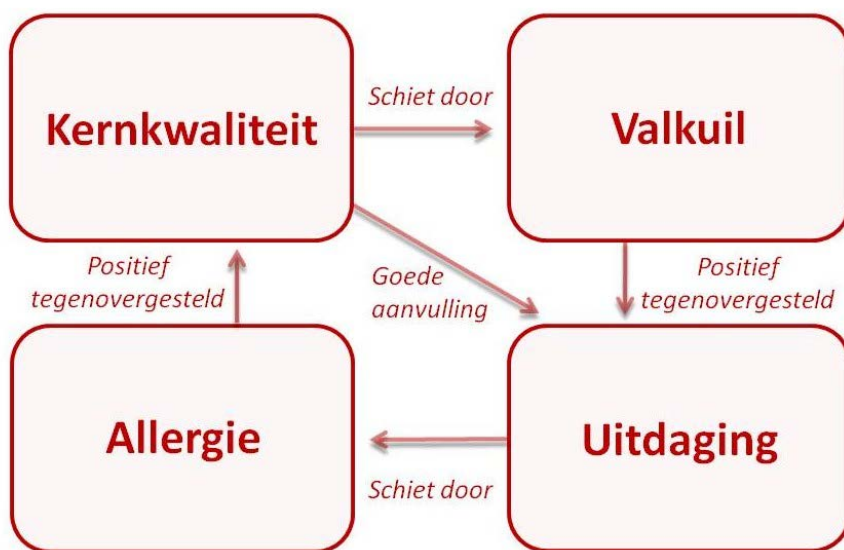 Kernkwaliteit
Schiet door
Valkuil
Positief
tegenovergesteld
Goede
aanvulling
Positief
tegenovergesteld
Allergie
Schiet door
Uitdaging